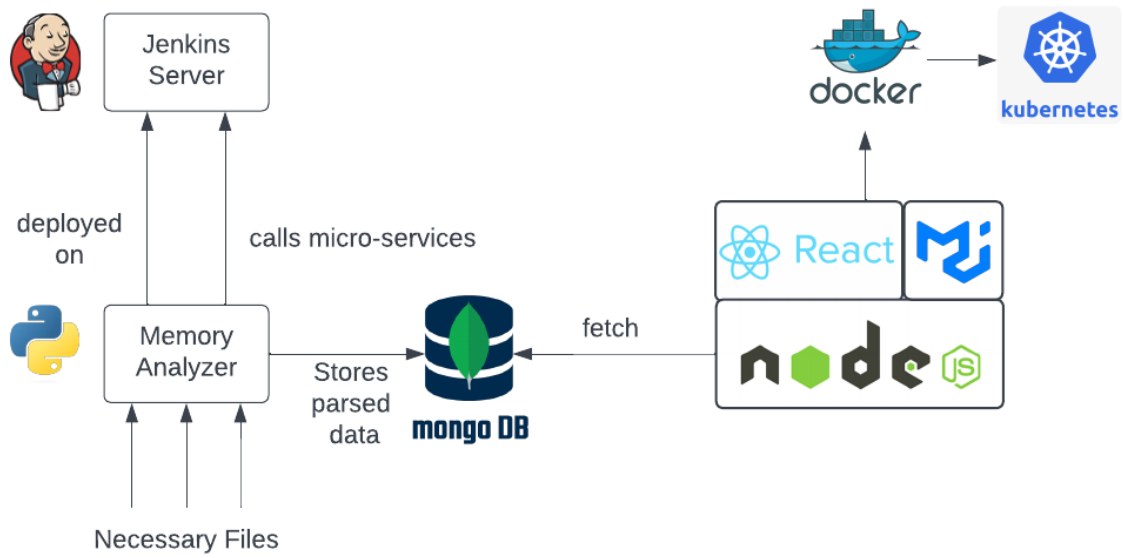 Jenkins
Server
docker
kubernetes
deployed
on
calls micro-services
React
Memory
Analyzer
fetch
node
JS
Stores
parsed
data
mongo DB
Necessary Files